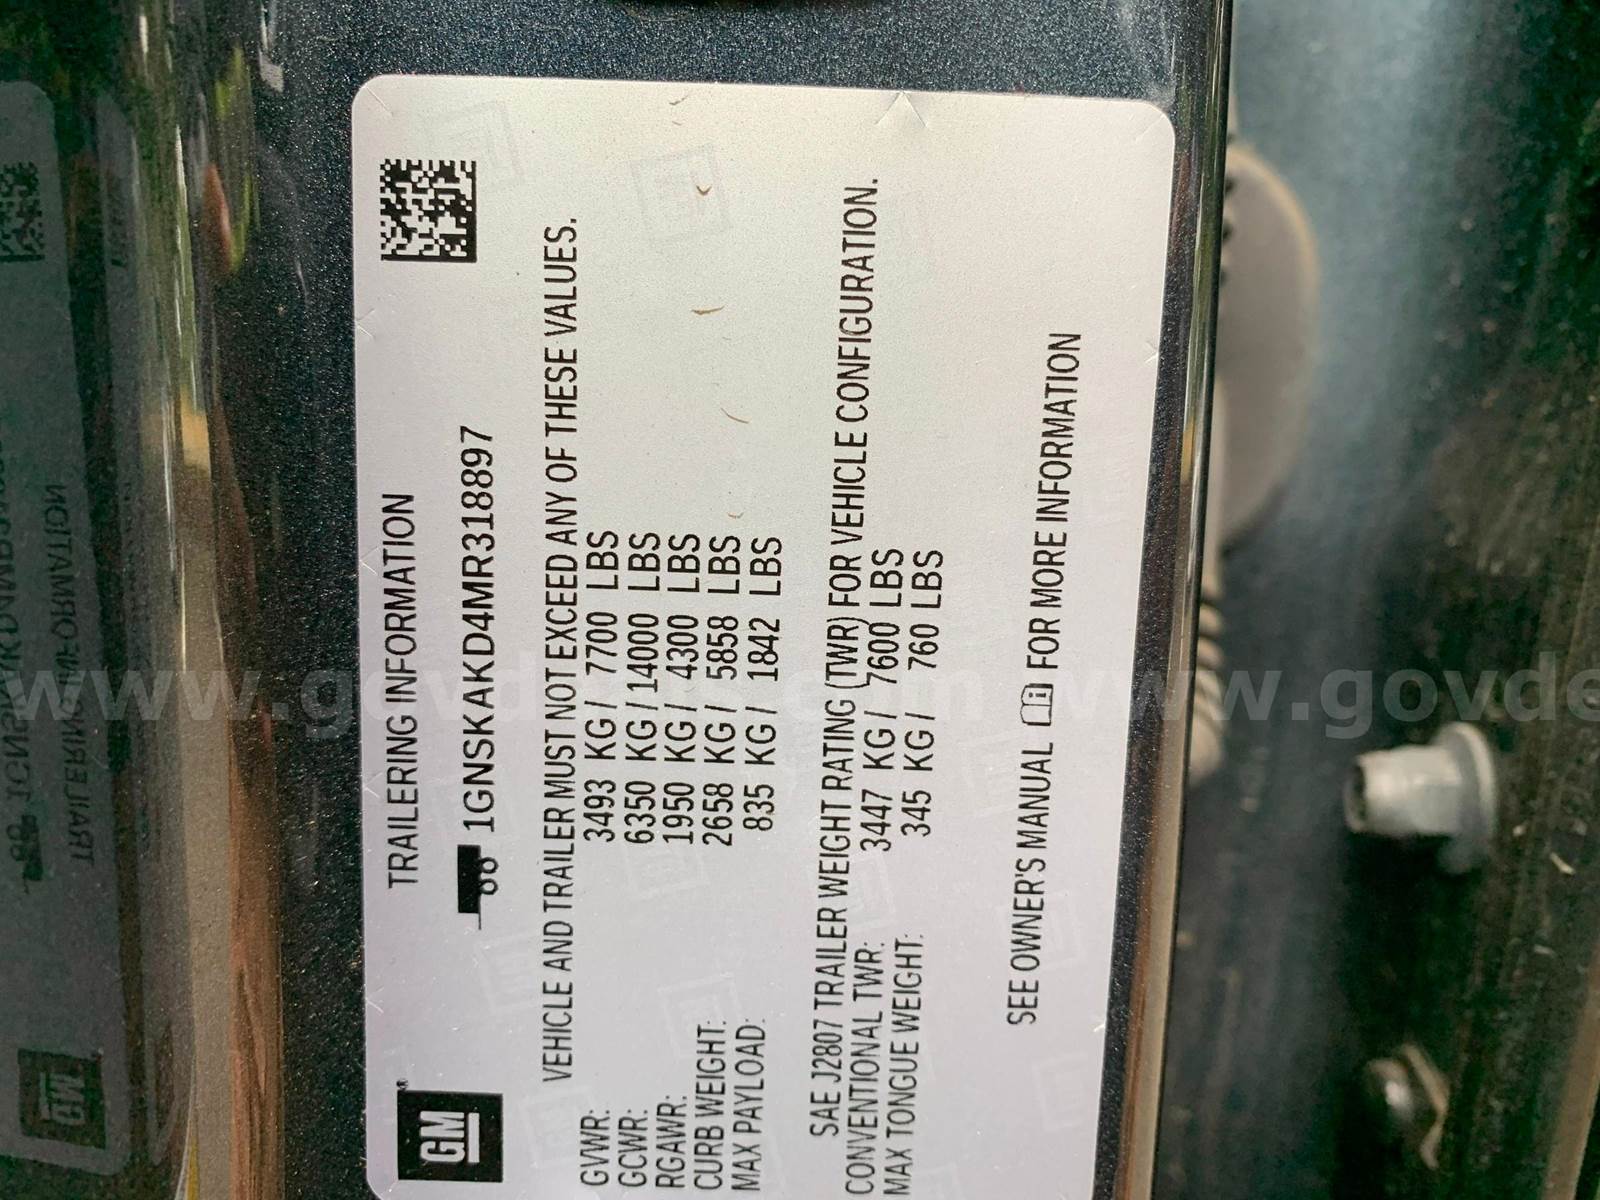 GM
TRAILERING INFORMATION
1GNSKAKD4MR318897
VEHICLE AND TRAILER MUST NOT EXCEED ANY OF THESE VALUES.
GVWR: 3493 KG / 7700 LBS
GCWR: 6350 KG / 14000 LBS
RGAWR: 1950 KG / 4300 LBS
CURB WEIGHT: 2658 KG / 5858 LBS
MAX PAYLOAD: 835 KG / 1842 LBS
SAE J2807 TRAILER WEIGHT RATING (TWR) FOR VEHICLE CONFIGURATION.
CONVENTIONAL TWR: 3447 KG / 7600 LBS
MAX TONGUE WEIGHT: 345 KG / 760 LBS
SEE OWNER'S MANUAL FOR MORE INFORMATION